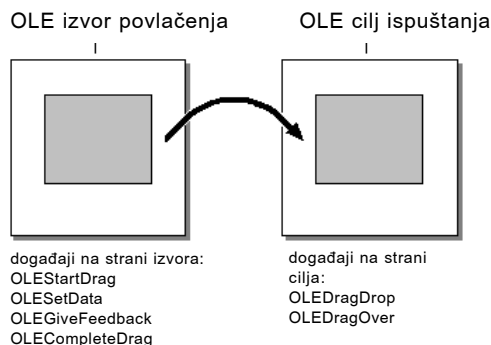 OLE izvor povlačenja
OLE cilj ispuštanja
događaji na strani izvora:
OLEStartDrag
OLESetData
OLEGiveFeedback
OLECompleteDrag
događaji na strani
cilja:
OLEDragDrop
OLEDragOver